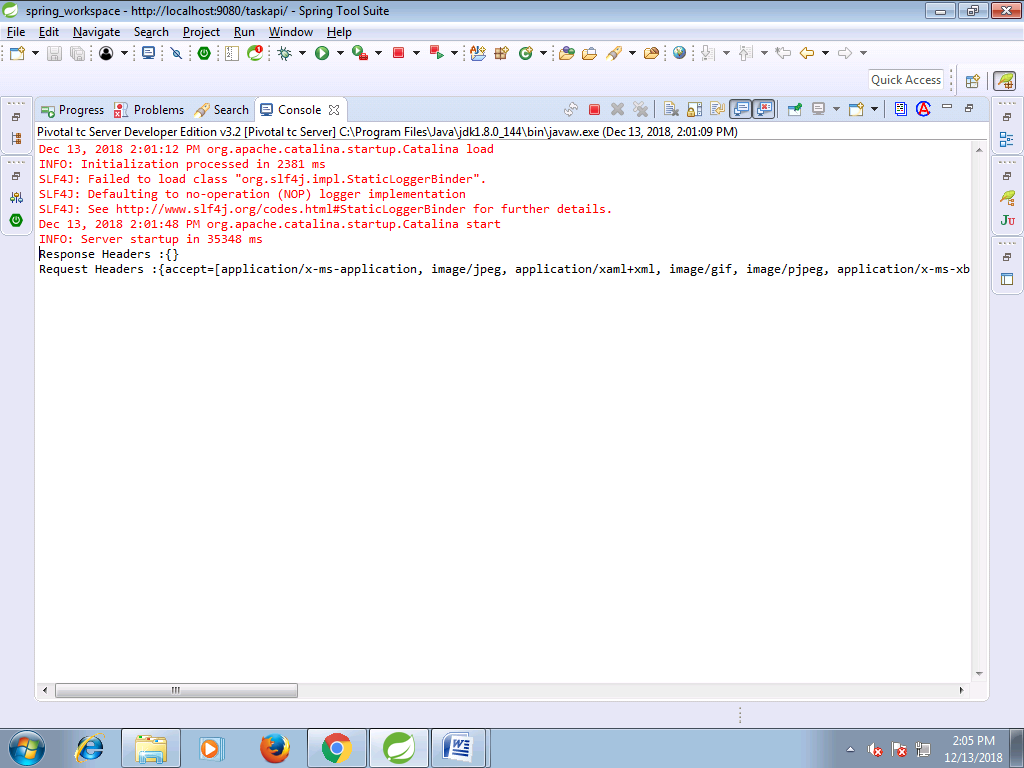 spring_workspace - http://localhost:9080/taskapi/ - Spring Tool Suite
File Edit Navigate Search Project Run Window Help
Quick Access
Progress Problems Search Console
Pivotal tc Server Developer Edition v3.2 [Pivotal tc Server] C:\Program Files\Java\jdk1.8.0_144\bin\javaw.exe (Dec 13, 2018, 2:01:09 PM)
Dec 13, 2018 2:01:12 PM org.apache.catalina.startup.Catalina load
INFO: Initialization processed in 2381 ms
SLF4J: Failed to load class "org.slf4j.impl.StaticLoggerBinder".
SLF4J: Defaulting to no-operation (NOP) logger implementation
SLF4J: See http://www.slf4j.org/codes.html#StaticLoggerBinder for further details.
Dec 13, 2018 2:01:48 PM org.apache.catalina.startup.Catalina start
INFO: Server startup in 35348 ms
Response Headers :{}
Request Headers :{accept=[application/x-ms-application, image/jpeg, application/xaml+xml, image/gif, image/pjpeg, application/x-ms-xb
JU
2:05 PM
12/13/2018